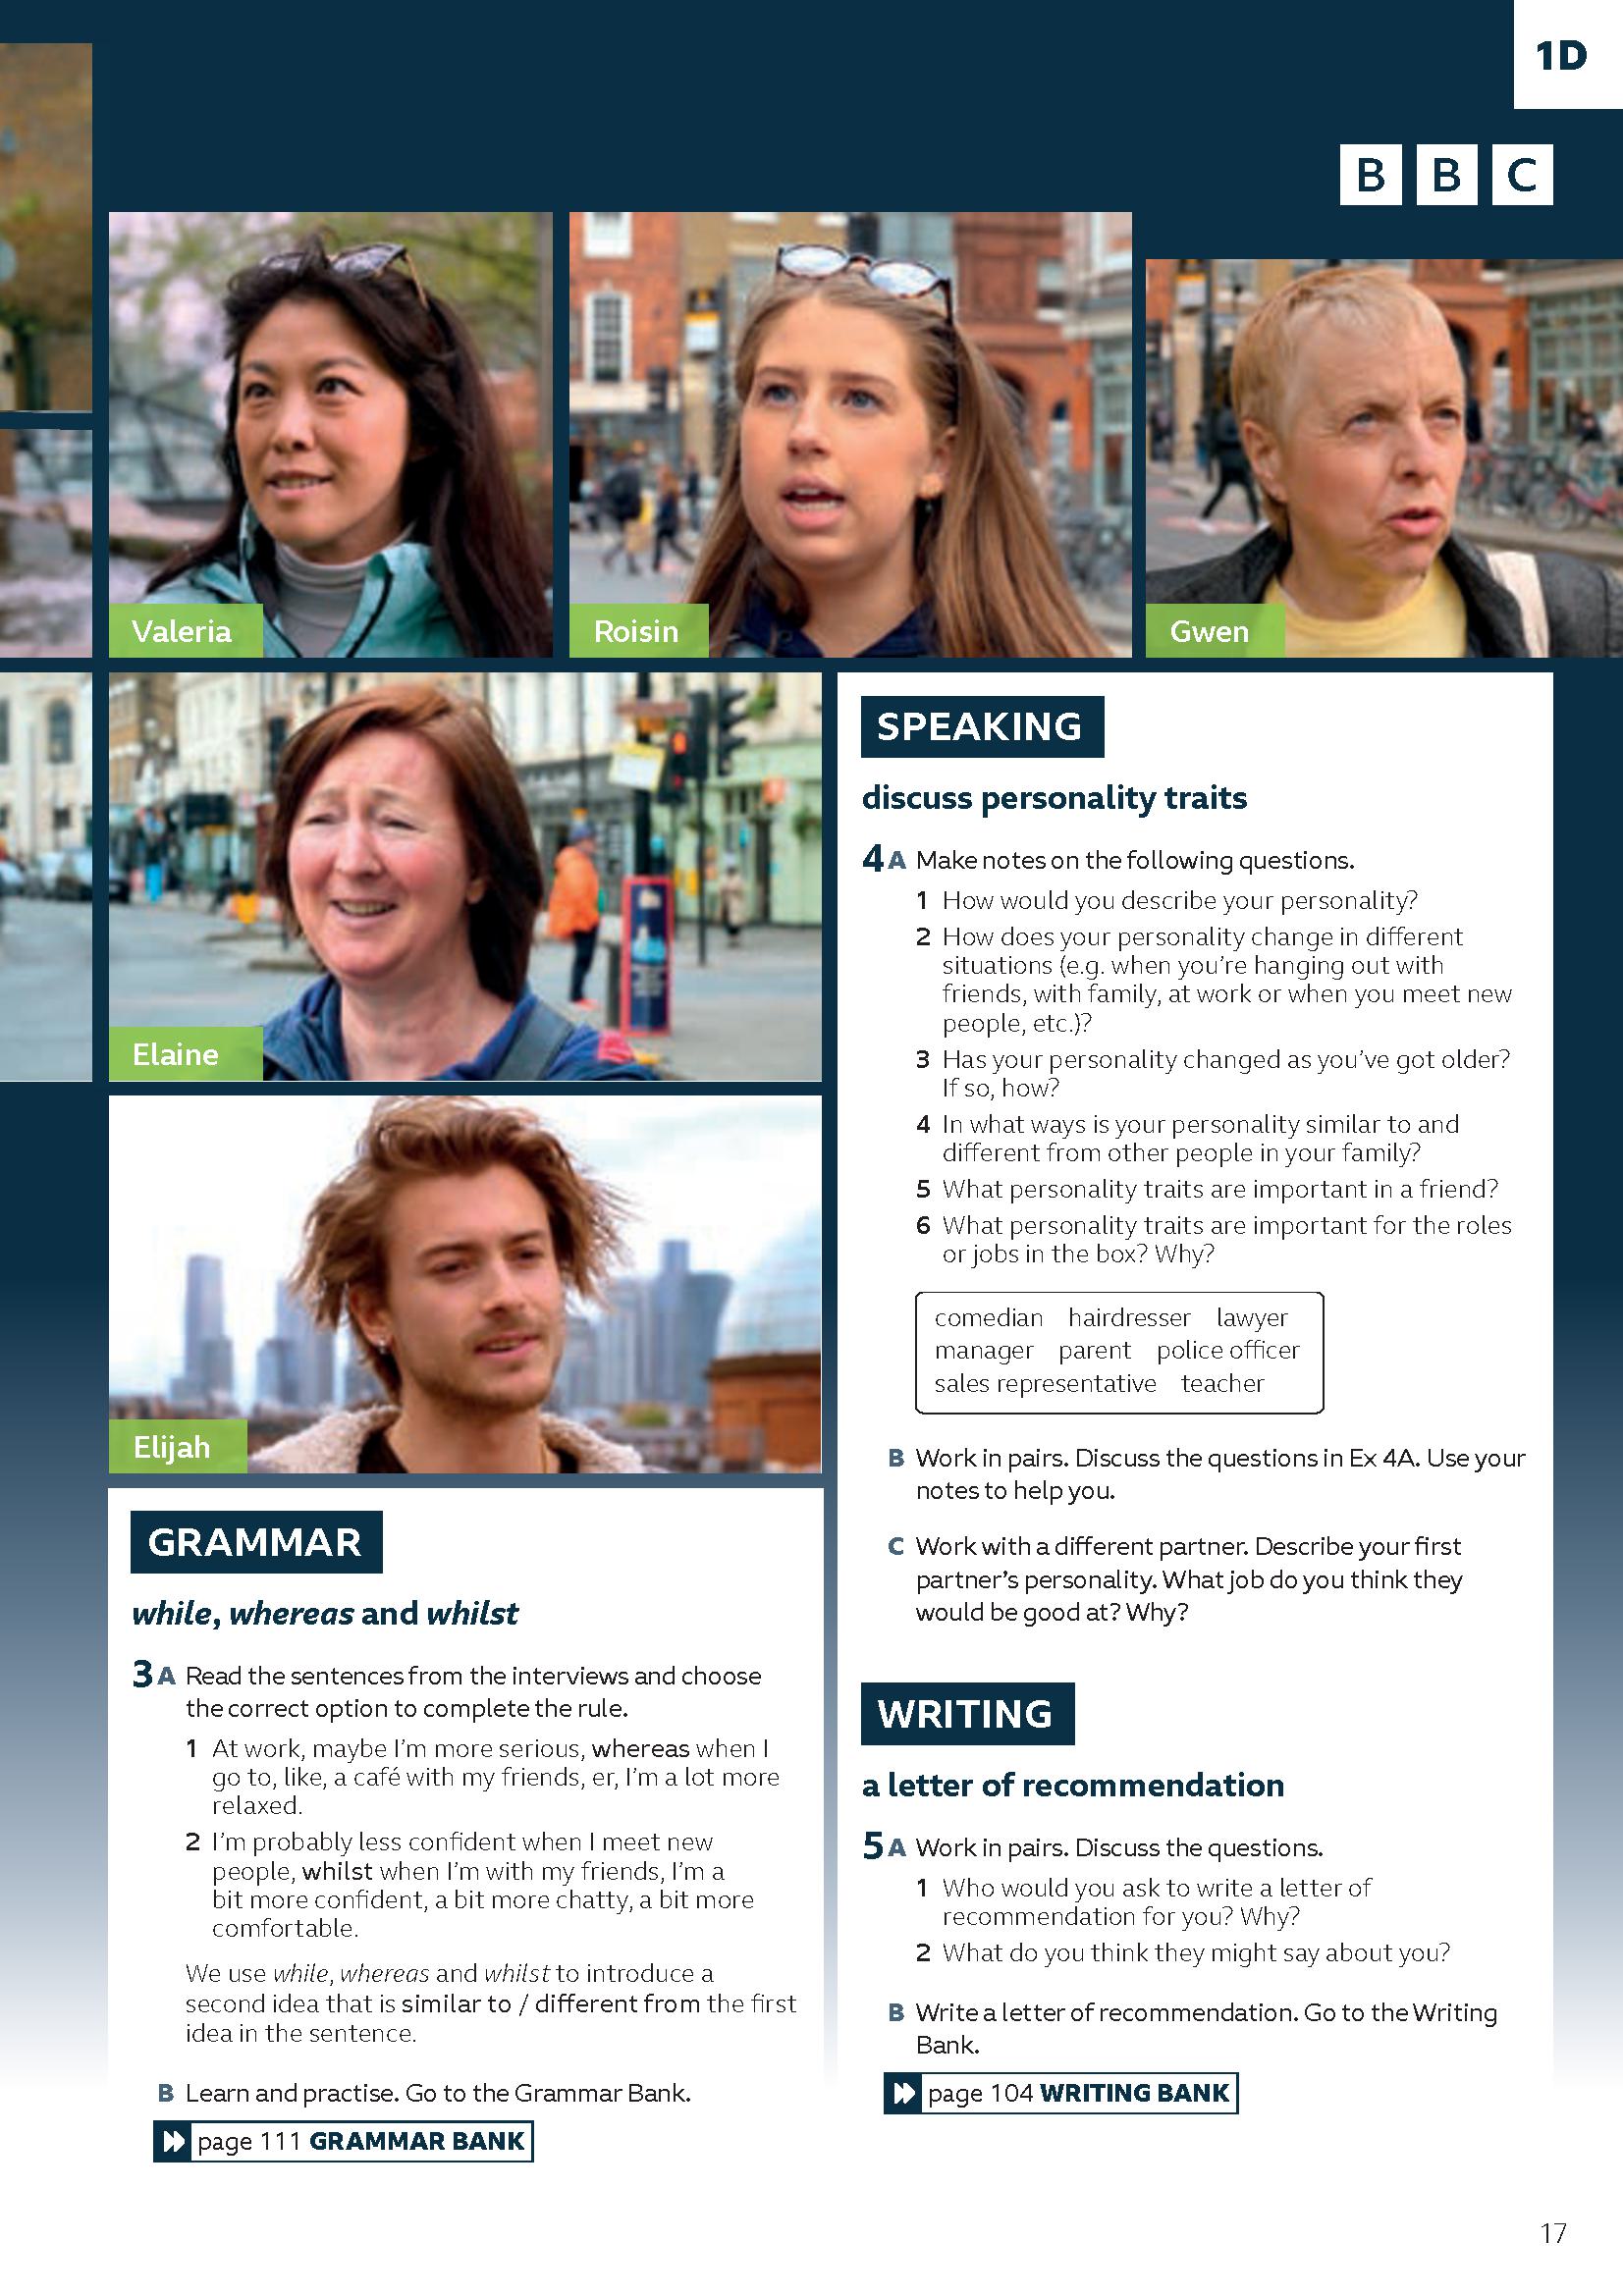 1D
B B C
Valeria
Roisin
Gwen
Elaine
Elijah
GRAMMAR
while, whereas and whilst
3 A Read the sentences from the interviews and choose
the correct option to complete the rule.
1 At work, maybe I'm more serious, whereas when I
go to, like, a café with my friends, er, I'm a lot more
relaxed.
2 I'm probably less confident when I meet new
people, whilst when I'm with my friends, I'm a
bit more confident, a bit more chatty, a bit more
comfortable.
We use while, whereas and whilst to introduce a
second idea that is similar to / different from the first
idea in the sentence.
B Learn and practise. Go to the Grammar Bank.
page 111 GRAMMAR BANK
SPEAKING
discuss personality traits
4 A Make notes on the following questions.
1 How would you describe your personality?
2 How does your personality change in different
situations (e.g. when you're hanging out with
friends, with family, at work or when you meet new
people, etc.)?
3 Has your personality changed as you've got older?
If so, how?
4 In what ways is your personality similar to and
different from other people in your family?
5 What personality traits are important in a friend?
6 What personality traits are important for the roles
or jobs in the box? Why?
comedian hairdresser lawyer
manager parent police officer
sales representative teacher
B Work in pairs. Discuss the questions in Ex 4A. Use your
notes to help you.
C Work with a different partner. Describe your first
partner's personality. What job do you think they
would be good at? Why?
WRITING
a letter of recommendation
5 A Work in pairs. Discuss the questions.
1 Who would you ask to write a letter of
recommendation for you? Why?
2 What do you think they might say about you?
B Write a letter of recommendation. Go to the Writing
Bank.
page 104 WRITING BANK
17